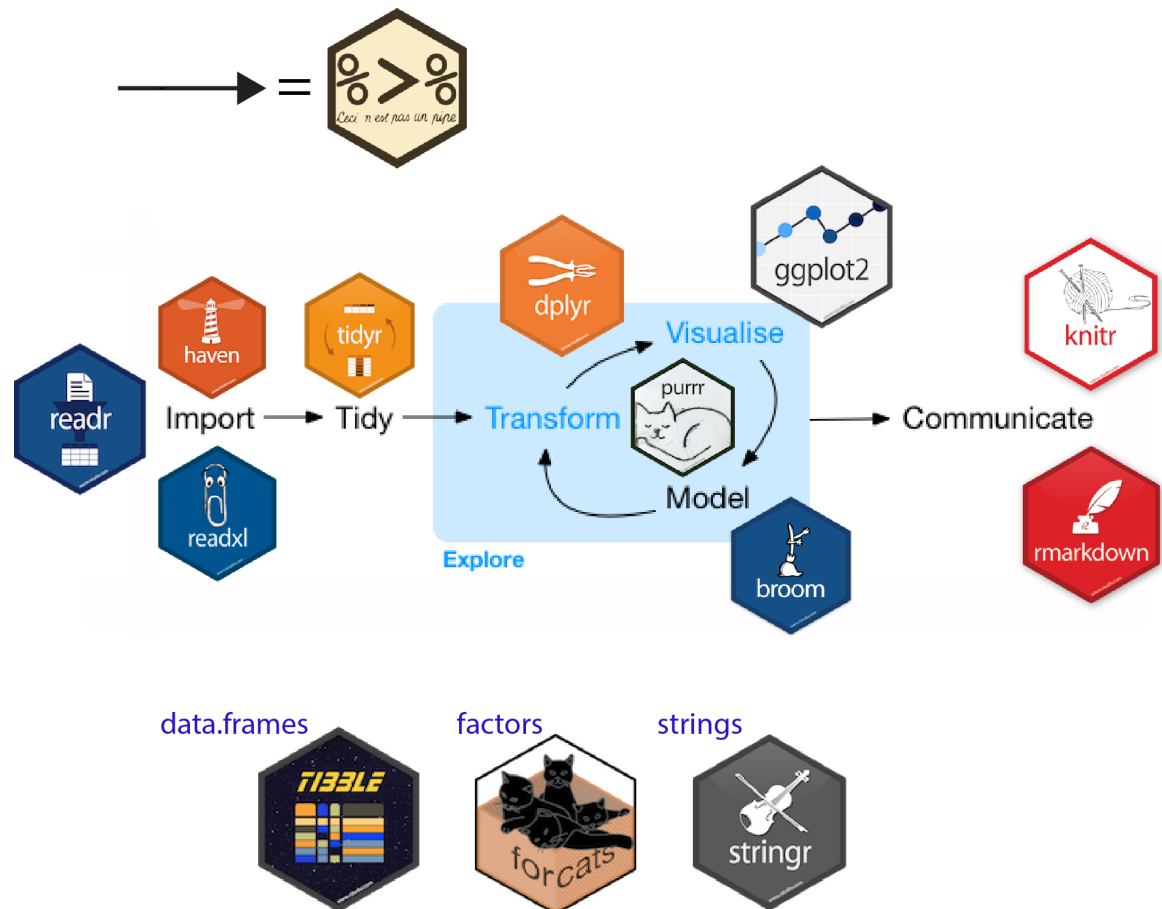 =
%>%
Ceci n'est pas un pipe
ggplot2
dplyr
haven
tidyr
knitr
Visualise
readr
purrr
Import
Tidy
Transform
Communicate
Model
readxl
Explore
broom
rmarkdown
data.frames
factors
strings
TIBBLE
forcats
stringr